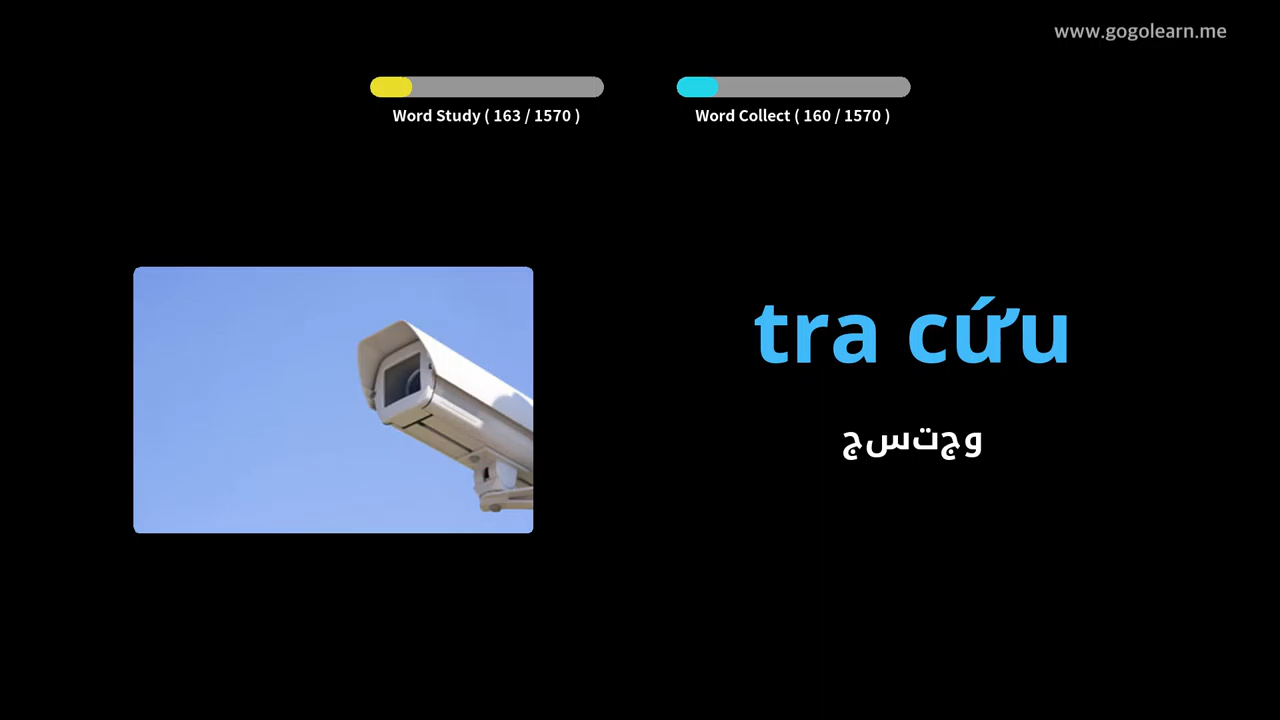 www.gogolearn.me
Word Study ( 163 / 1570 )
Word Collect ( 160 / 1570 )
tra cứu
وجتسج